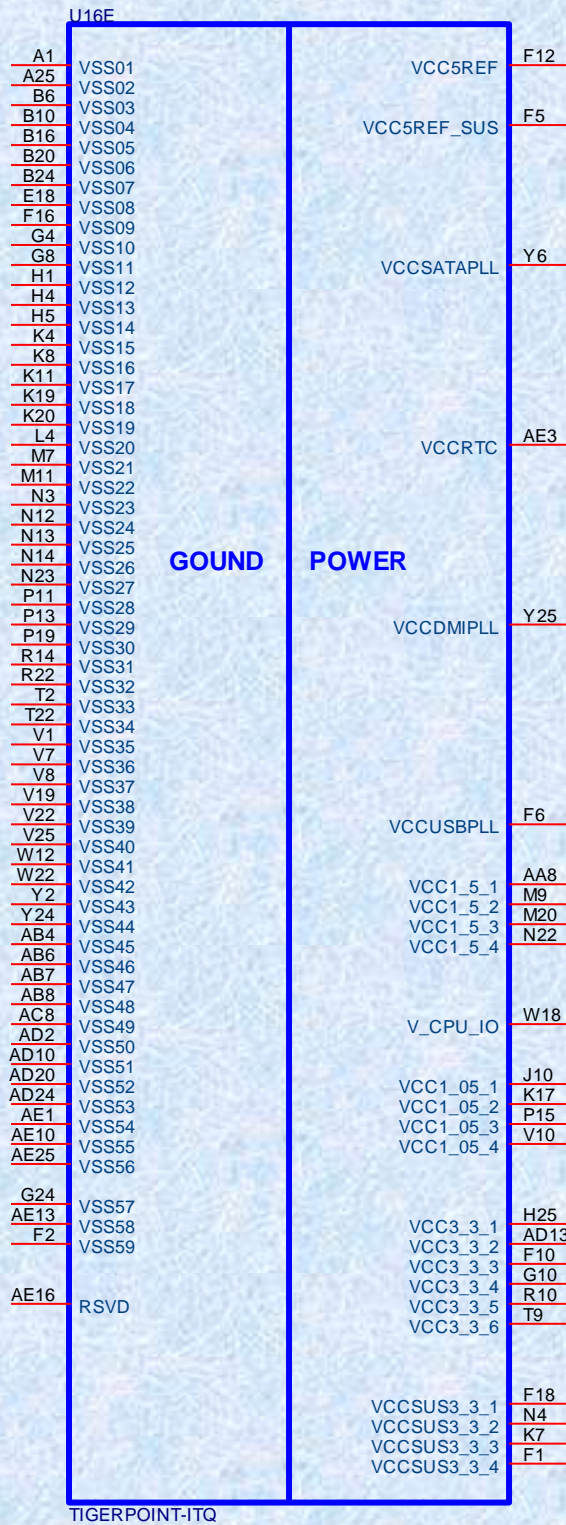 U16E
A1 VSS01 VCC5REF F12
A25 VSS02
B6 VSS03
B10 VSS04 VCC5REF_SUS F5
B16 VSS05
B20 VSS06
B24 VSS07
E18 VSS08
F16 VSS09
G4 VSS10
G8 VSS11 VCCSATAPLL Y6
H1 VSS12
H4 VSS13
H5 VSS14
K4 VSS15
K8 VSS16
K11 VSS17
K19 VSS18
K20 VSS19
L4 VSS20 VCCRTC AE3
M7 VSS21
M11 VSS22
N3 VSS23
N12 VSS24
N13 VSS25
N14 VSS26 GOUND POWER
N23 VSS27
P11 VSS28
P13 VSS29 VCCDMIPLL Y25
P19 VSS30
R14 VSS31
R22 VSS32
T2 VSS33
T22 VSS34
V1 VSS35
V7 VSS36
V8 VSS37
V19 VSS38
V22 VSS39 VCCUSBPLL F6
V25 VSS40
W12 VSS41
W22 VSS42 VCC1_5_1 AA8
Y2 VSS43 VCC1_5_2 M9
Y24 VSS44 VCC1_5_3 M20
AB4 VSS45 VCC1_5_4 N22
AB6 VSS46
AB7 VSS47
AB8 VSS48
AC8 VSS49 V_CPU_IO W18
AD2 VSS50
AD10 VSS51
AD20 VSS52 VCC1_05_1 J10
AD24 VSS53 VCC1_05_2 K17
AE1 VSS54 VCC1_05_3 P15
AE10 VSS55 VCC1_05_4 V10
AE25 VSS56
G24 VSS57
AE13 VSS58 VCC3_3_1 H25
F2 VSS59 VCC3_3_2 AD13
VCC3_3_3 F10
VCC3_3_4 G10
AE16 RSVD VCC3_3_5 R10
VCC3_3_6 T9
VCCSUS3_3_1 F18
VCCSUS3_3_2 N4
VCCSUS3_3_3 K7
VCCSUS3_3_4 F1
TIGERPOINT-ITQ